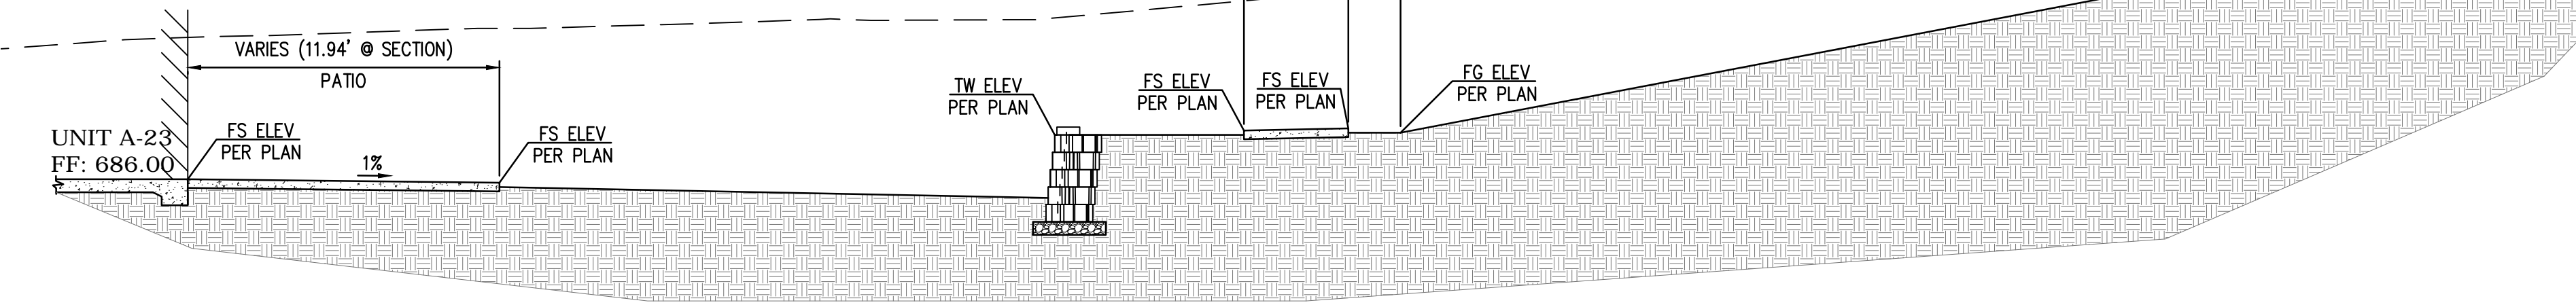 VARIES (11.94' @ SECTION)
PATIO
UNIT A-23
FF: 686.00
FS ELEV
PER PLAN
1%
FS ELEV
PER PLAN
TW ELEV
PER PLAN
FS ELEV
PER PLAN
FS ELEV
PER PLAN
FG ELEV
PER PLAN